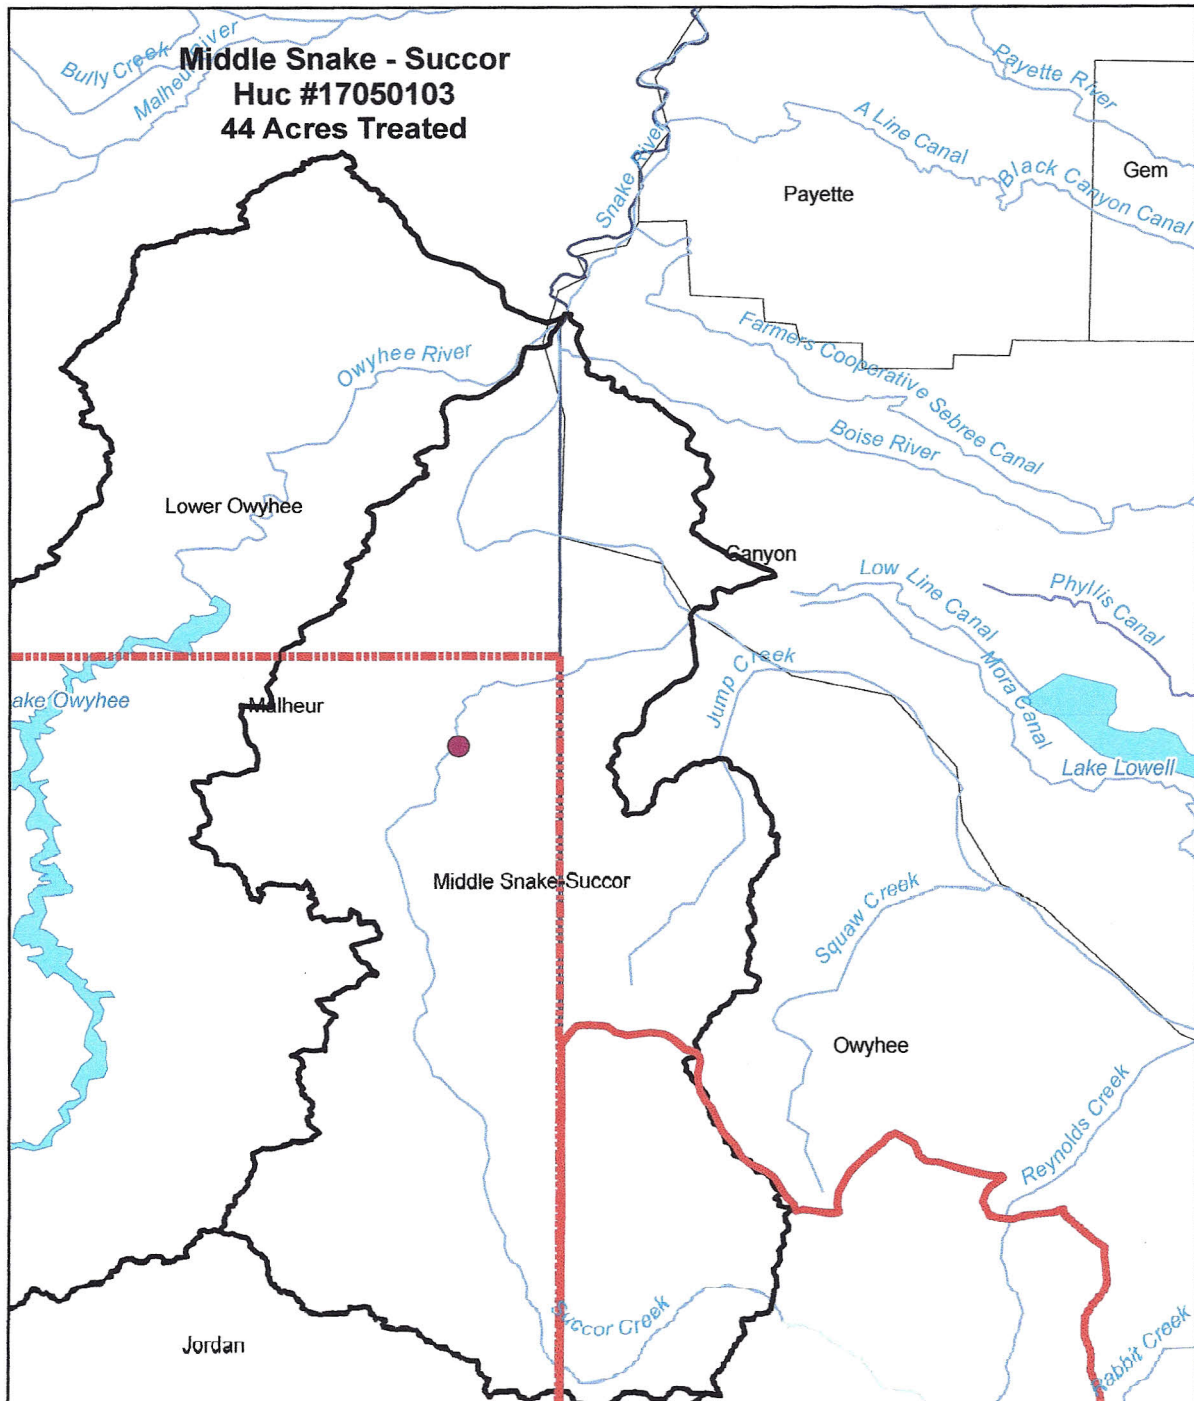 Middle Snake - Succor
Huc #17050103
44 Acres Treated
Bully Creek
Malheur River
Payette River
A Line Canal
Black Canyon Canal
Gem
Payette
Snake River
Farmers Cooperative Sebree Canal
Owyhee River
Boise River
Lower Owyhee
Canyon
Low Line Canal
Phyllis Canal
Mora Canal
Jump Creek
ake Owyhee
Malheur
Lake Lowell
Middle Snake-Succor
Squaw Creek
Owyhee
Reynolds Creek
Succor Creek
Jordan
Rabbit Creek